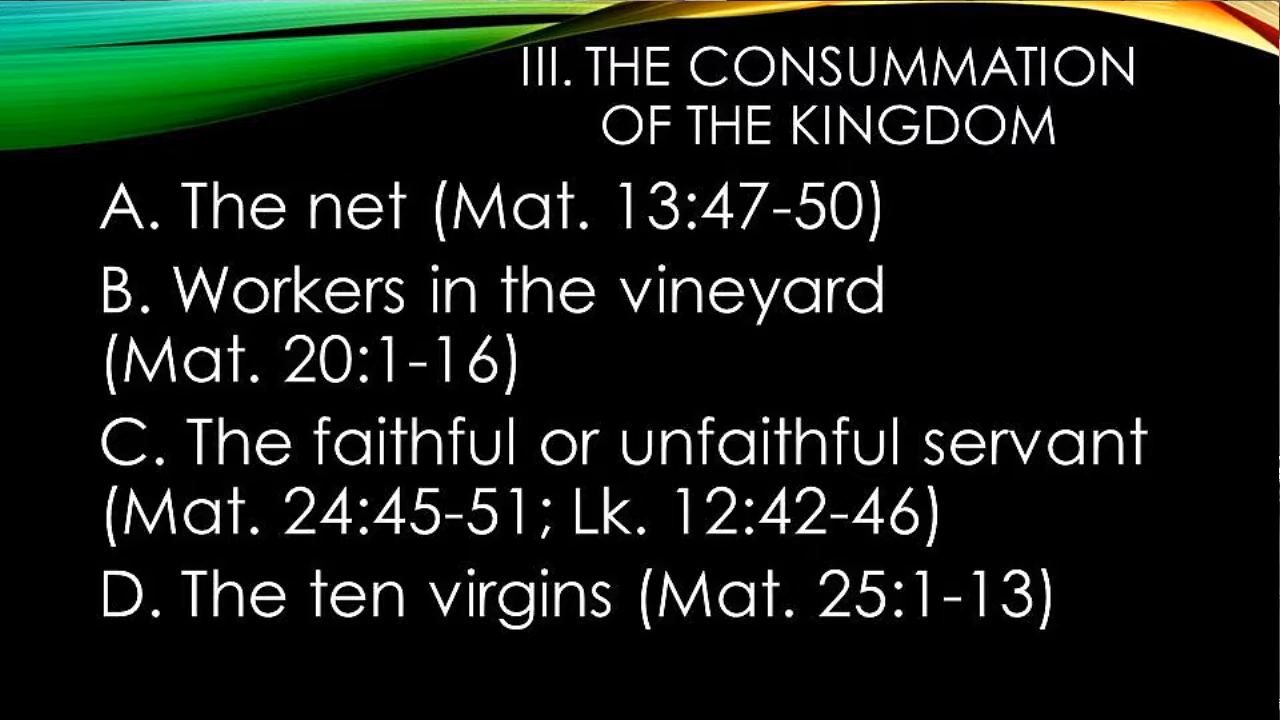 III. THE CONSUMMATION
OF THE KINGDOM
A. The net (Mat. 13:47-50)
B. Workers in the vineyard
(Mat. 20:1-16)
C. The faithful or unfaithful servant
(Mat. 24:45-51; Lk. 12:42-46)
D. The ten virgins (Mat. 25:1-13)